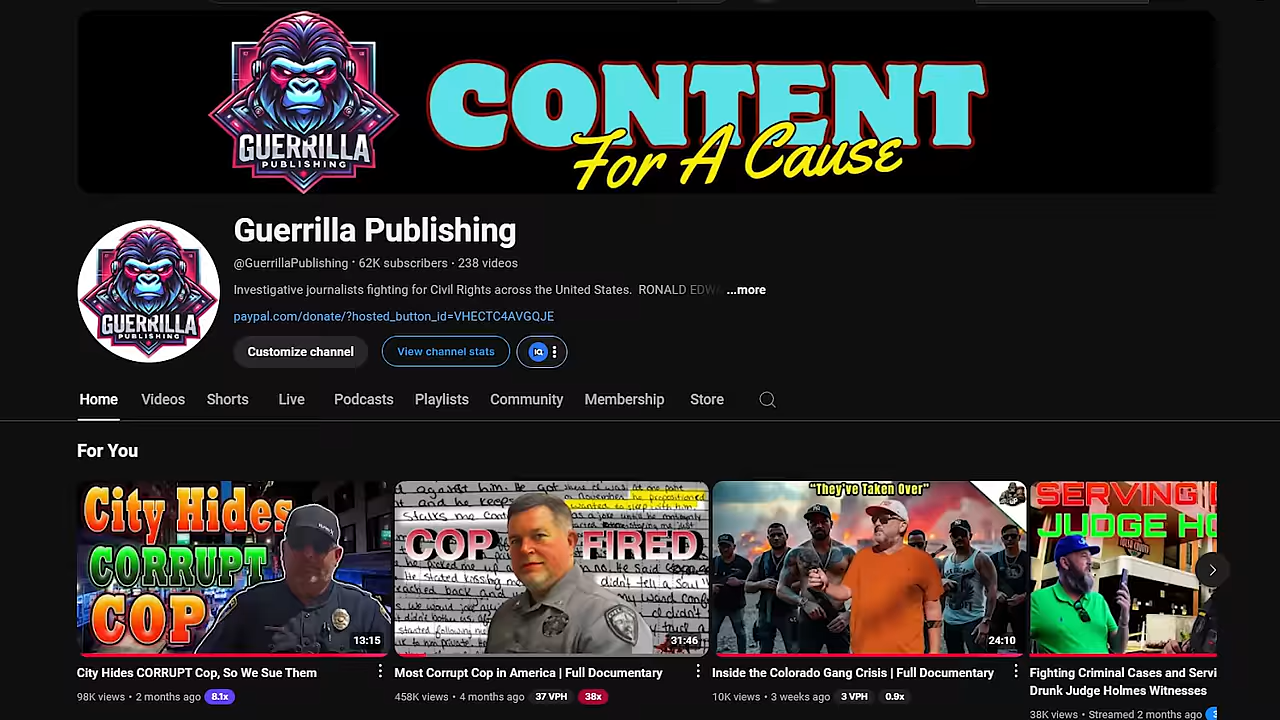 GUERRILLA
PUBLISHING
CONTENT
For A Cause
GUERRILLA
PUBLISHING
Guerrilla Publishing
@GuerrillaPublishing · 62K subscribers · 238 videos
Investigative journalists fighting for Civil Rights across the United States. RONALD EDW ...more
paypal.com/donate/?hosted_button_id=VHECTC4AVGQJE
Customize channel
View channel stats
IQ
Home Videos Shorts Live Podcasts Playlists Community Membership Store
For You
City Hides
CORRUPT
COP
13:15
COP FIRED
31:46
"They've Taken Over"
24:10
SERVING
JUDGE HO
City Hides CORRUPT Cop, So We Sue Them
98K views · 2 months ago 8.1x
Most Corrupt Cop in America | Full Documentary
458K views · 4 months ago 37 VPH 38x
Inside the Colorado Gang Crisis | Full Documentary
10K views · 3 weeks ago 3 VPH 0.9x
Fighting Criminal Cases and Servi
Drunk Judge Holmes Witnesses
38K views · Streamed 2 months ago